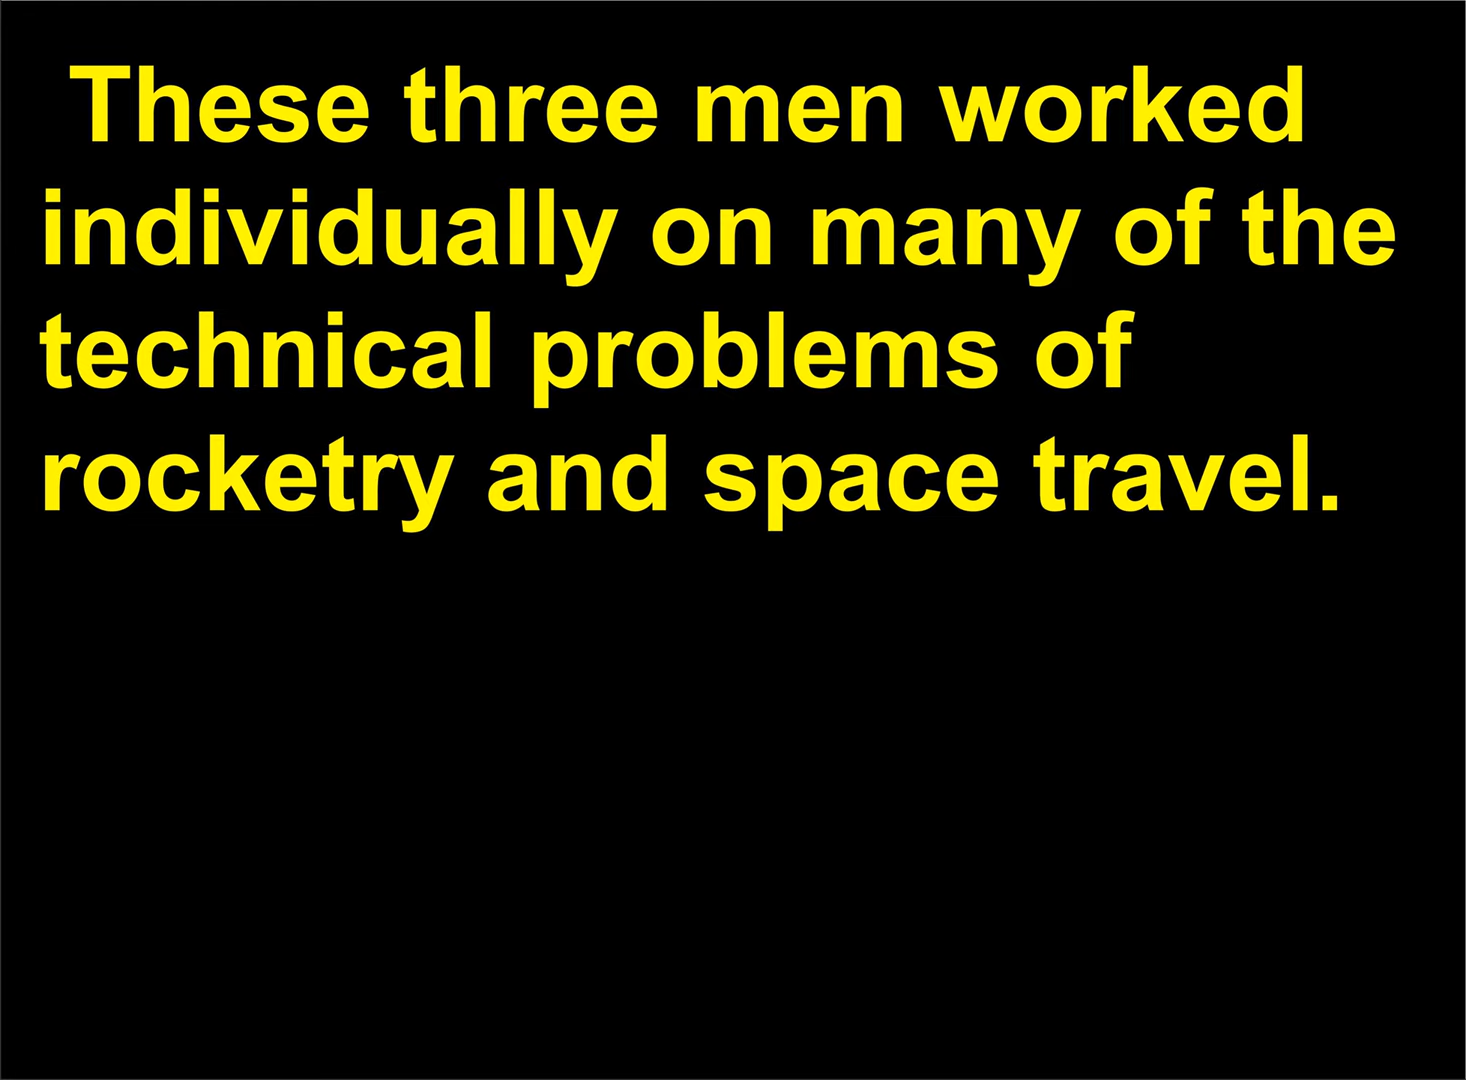 These three men worked
individually on many of the
technical problems of
rocketry and space travel.